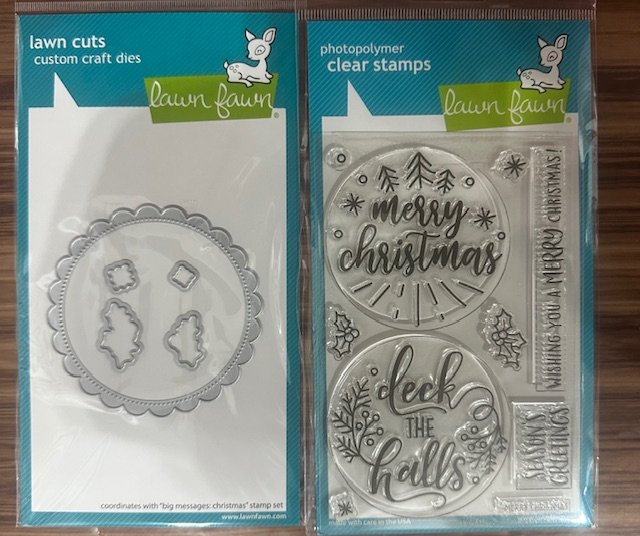 lawn cuts
custom craft dies
lawn fawn
coordinates with "big messages: christmas" stamp set
www.lawnfawn.com
photopolymer
clear stamps
lawn fawn
merry
christmas
WISHING YOU A MERRY CHRISTMAS!
deck
THE
halls
SEASON'S
GREETINGS
MERRY CHRISTMAS
made with care in the USA